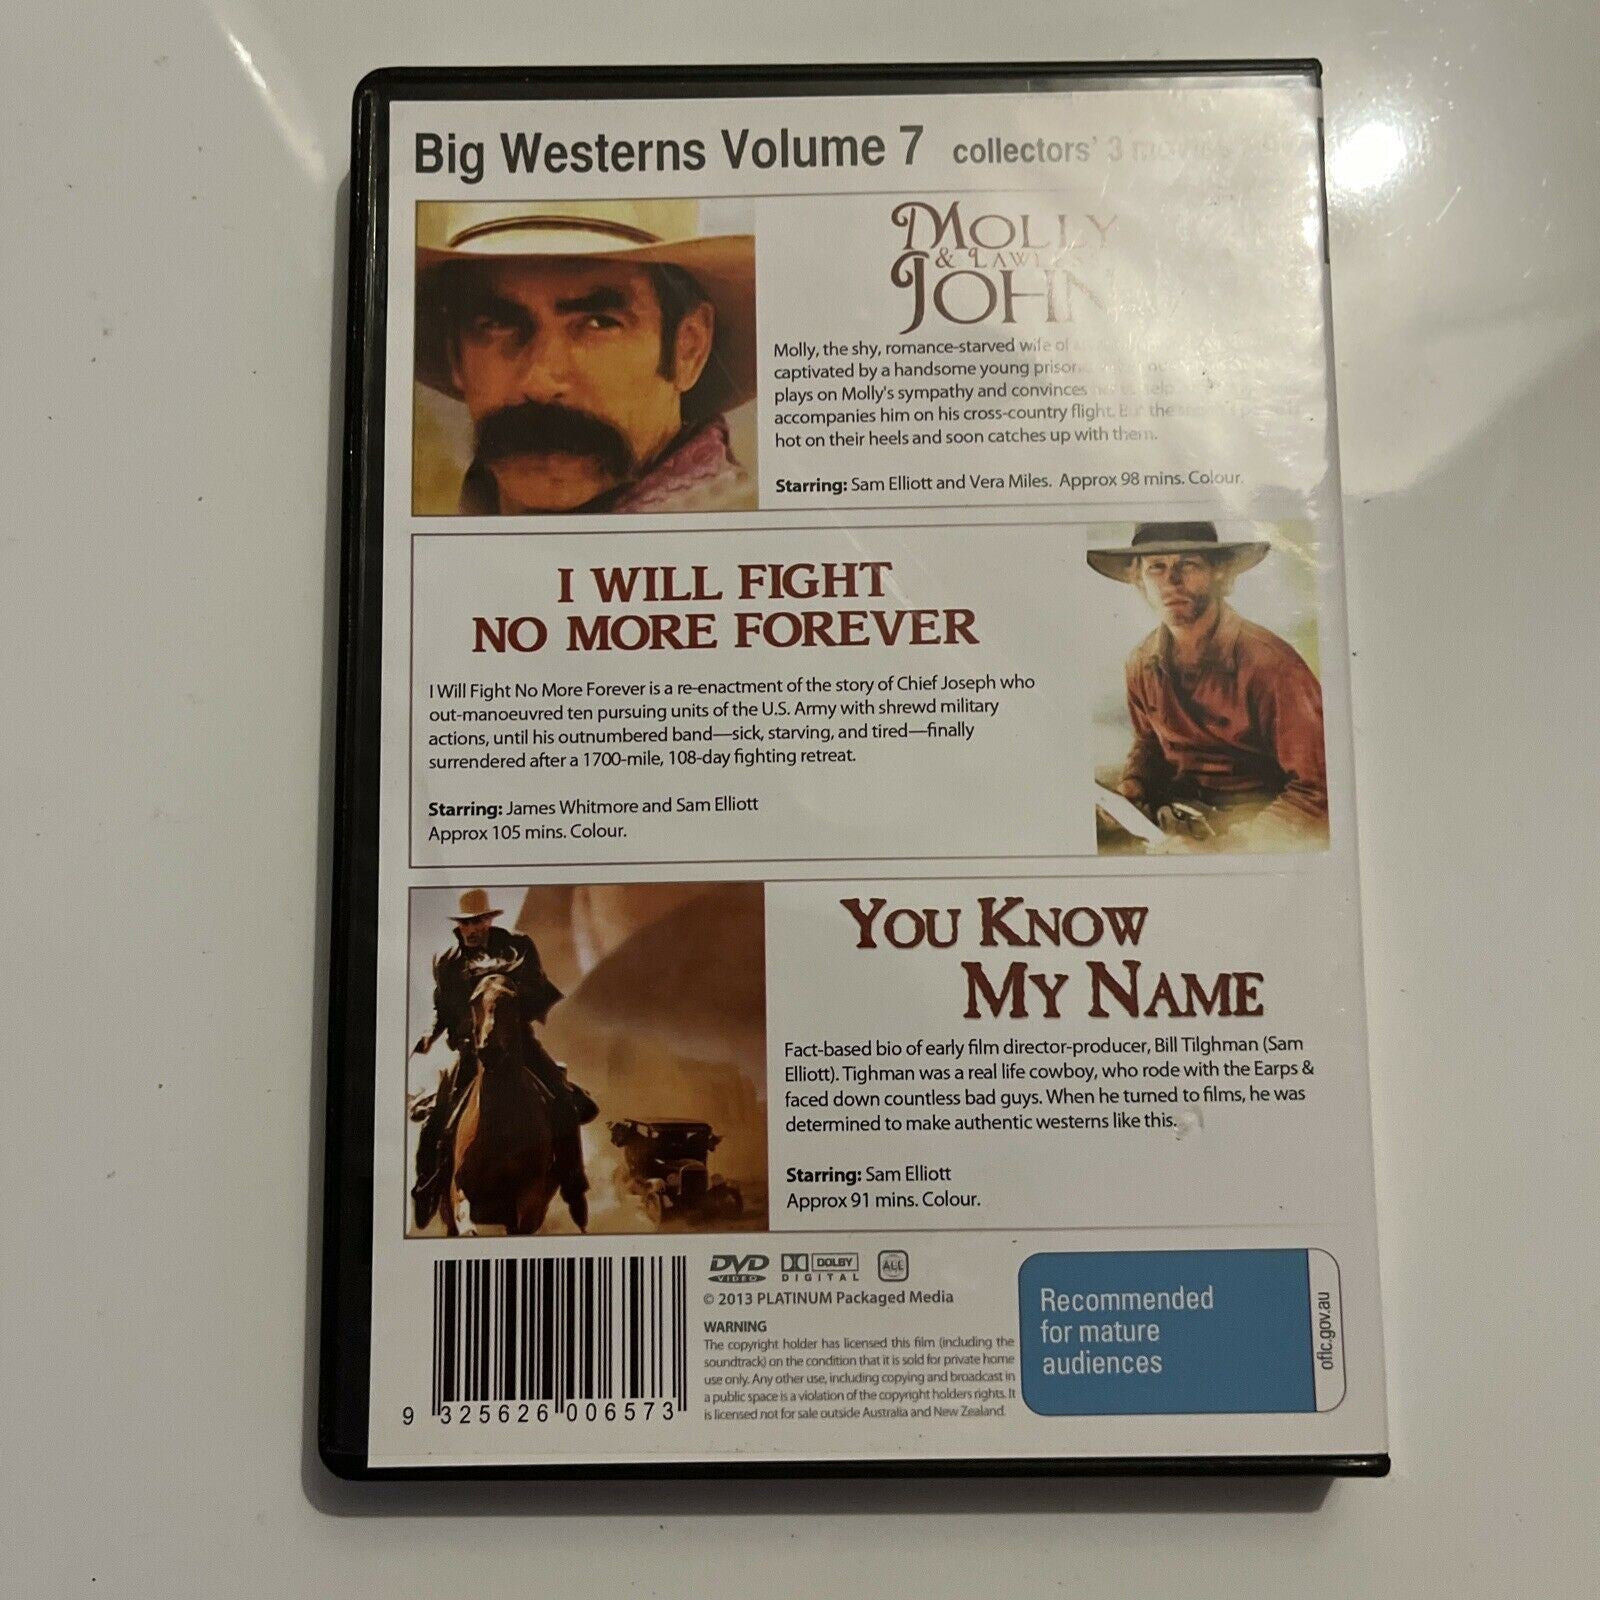 Big Westerns Volume 7 collectors' 3
MOLLY
&
JOHN
Molly, the shy, romance-starved wife of
captivated by a handsome young
plays on Molly's sympathy and convinces
accompanies him on his cross-country flight. But the
hot on their heels and soon catches up with them.
Starring: Sam Elliott and Vera Miles. Approx 98 mins. Colour.
I WILL FIGHT
NO MORE FOREVER
I Will Fight No More Forever is a re-enactment of the story of Chief Joseph who
out-manoeuvred ten pursuing units of the U.S. Army with shrewd military
actions, until his outnumbered band—sick, starving, and tired—finally
surrendered after a 1700-mile, 108-day fighting retreat.
Starring: James Whitmore and Sam Elliott
Approx 105 mins. Colour.
YOU KNOW
MY NAME
Fact-based bio of early film director-producer, Bill Tilghman (Sam
Elliott). Tighman was a real life cowboy, who rode with the Earps &
faced down countless bad guys. When he turned to films, he was
determined to make authentic westerns like this.
Starring: Sam Elliott
Approx 91 mins. Colour.
9 325626 006573
DVD VIDEO
DOLBY DIGITAL
ALL
© 2013 PLATINUM Packaged Media
WARNING
The copyright holder has licensed this film (including the
soundtrack) on the condition that it is sold for private home
use only. Any other use, including copying and broadcast in
a public space is a violation of the copyright holders rights. It
is licensed not for sale outside Australia and New Zealand.
Recommended
for mature
audiences
oflc.gov.au